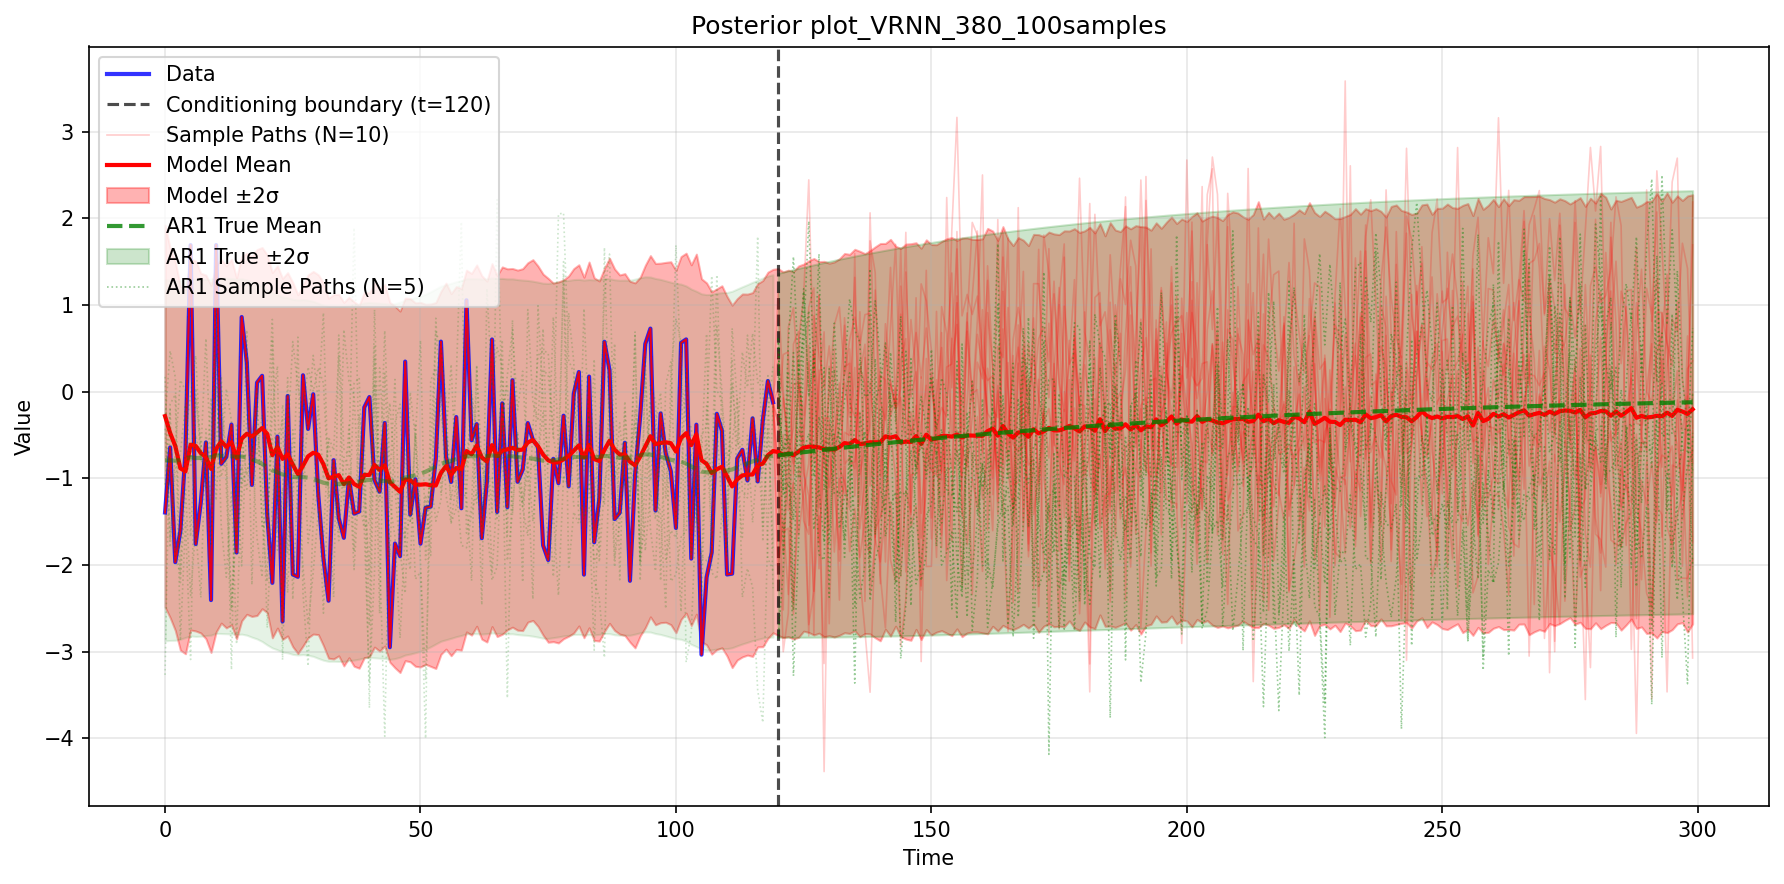 Posterior plot_VRNN_380_100samples
Data
Conditioning boundary (t=120)
Sample Paths (N=10)
Model Mean
Model ±2σ
AR1 True Mean
AR1 True ±2σ
AR1 Sample Paths (N=5)
Value
3
2
1
0
−1
−2
−3
−4
0 50 100 150 200 250 300
Time